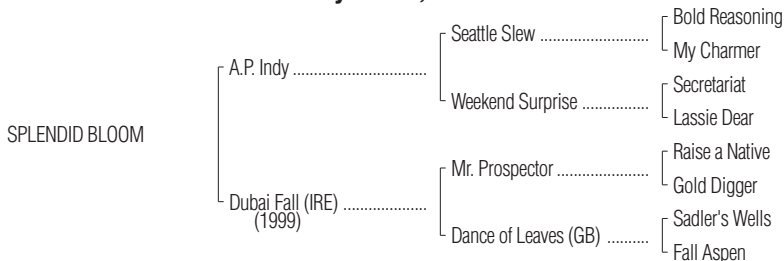 Bold Reasoning
Seattle Slew ..............................
My Charmer
A.P. Indy ................................
Secretariat
Weekend Surprise ..................
Lassie Dear
SPLENDID BLOOM
Raise a Native
Mr. Prospector .........................
Gold Digger
Dubai Fall (IRE) ...................
(1999)
Sadler's Wells
Dance of Leaves (GB) ...........
Fall Aspen